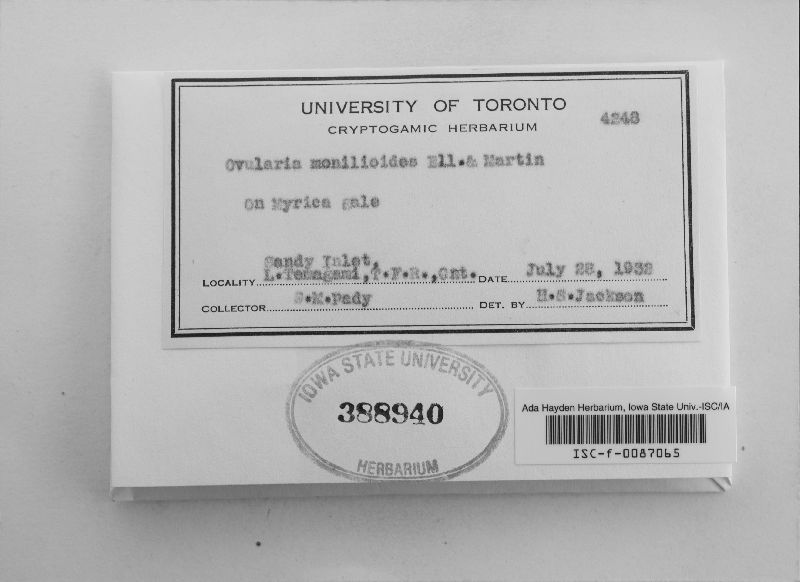 UNIVERSITY OF TORONTO
CRYPTOGAMIC HERBARIUM
4248
Ovularia monilioides Ell.& Martin
On Myrica gale
LOCALITY Sandy Inlet,
L.Temagami,T.F.R.,Ont. DATE July 28, 1932
COLLECTOR S.M.Pady DET. BY H.S.Jackson
IOWA STATE UNIVERSITY
388940
HERBARIUM
Ada Hayden Herbarium, Iowa State Univ.-ISC/IA
ISC-f-0087065